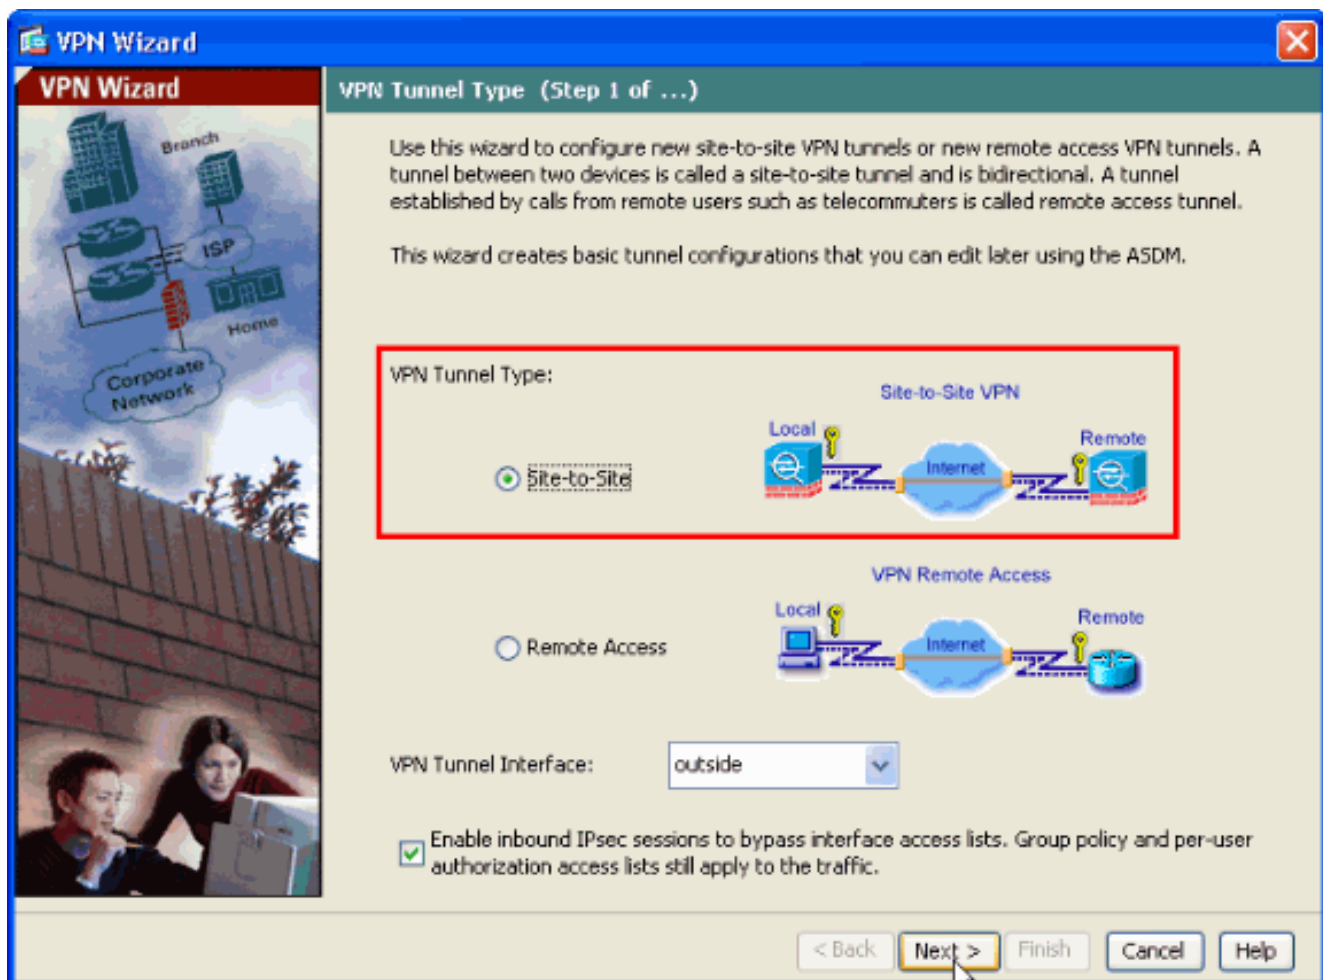 VPN Wizard
VPN Wizard
Branch
ISP
Home
Corporate
Network
VPN Tunnel Type (Step 1 of ...)
Use this wizard to configure new site-to-site VPN tunnels or new remote access VPN tunnels. A
tunnel between two devices is called a site-to-site tunnel and is bidirectional. A tunnel
established by calls from remote users such as telecommuters is called remote access tunnel.
This wizard creates basic tunnel configurations that you can edit later using the ASDM.
VPN Tunnel Type:
Site-to-Site VPN
Local
Remote
Internet
Site-to-Site
VPN Remote Access
Local
Remote
Internet
Remote Access
VPN Tunnel Interface:
outside
Enable inbound IPsec sessions to bypass interface access lists. Group policy and per-user
authorization access lists still apply to the traffic.
< Back
Next >
Finish
Cancel
Help